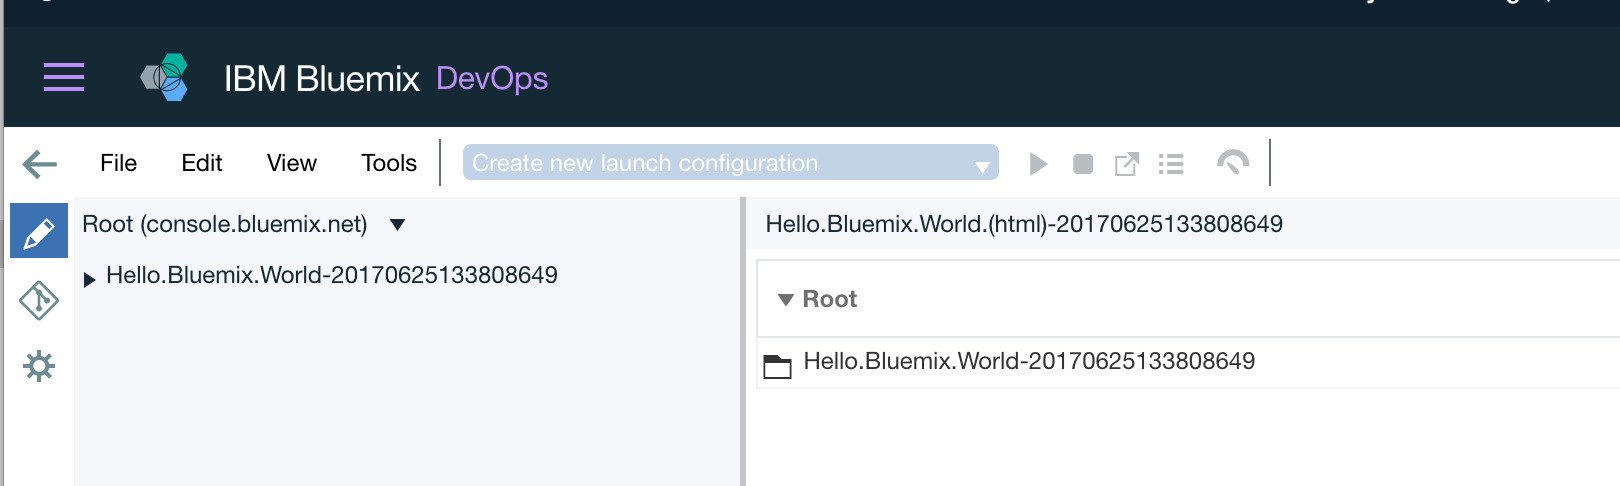 IBM Bluemix DevOps
File Edit View Tools Create new launch configuration
Root (console.bluemix.net)
Hello.Bluemix.World-20170625133808649
Hello.Bluemix.World.(html)-20170625133808649
Root
Hello.Bluemix.World-20170625133808649